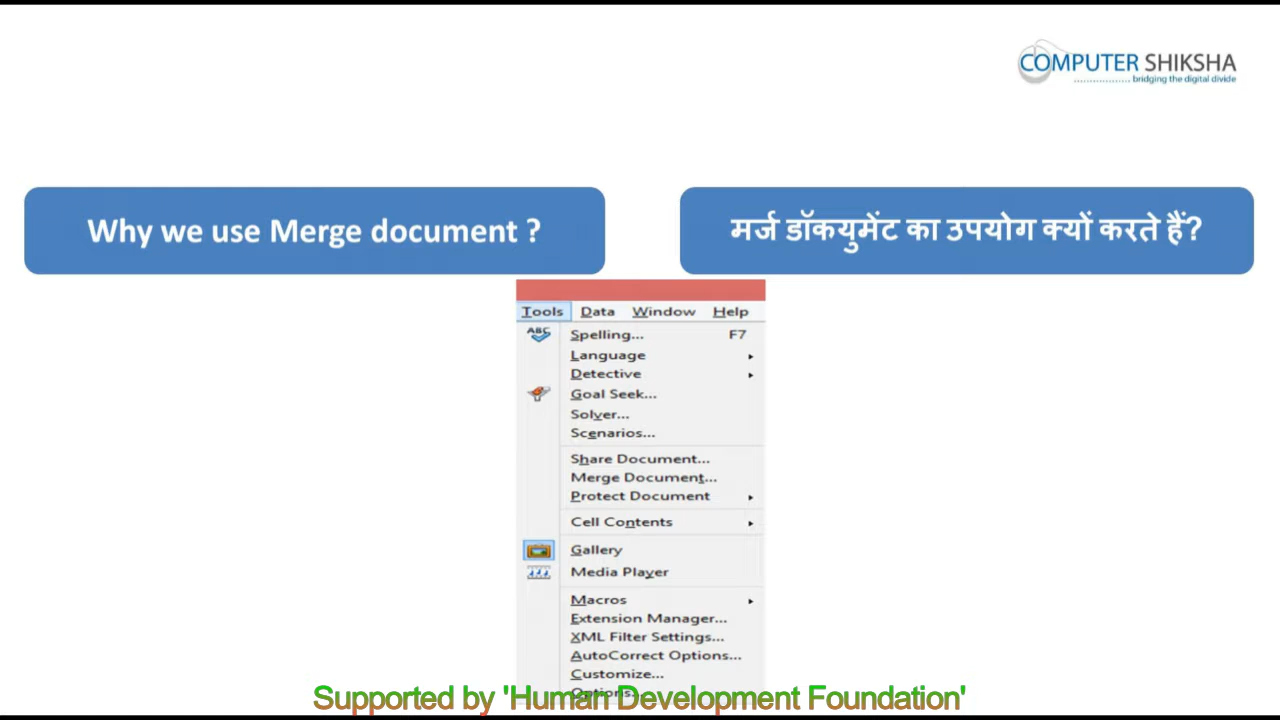 COMPUTER SHIKSHA
bridging the digital divide
Why we use Merge document ?
मर्ज डॉकयुमेंट का उपयोग क्यों करते हैं?
Tools Data Window Help
ABC Spelling... F7
Language
Detective
Goal Seek...
Solver...
Scenarios...
Share Document...
Merge Document...
Protect Document
Cell Contents
Gallery
Media Player
Macros
Extension Manager...
XML Filter Settings...
AutoCorrect Options...
Customize...
Options...
Supported by 'Human Development Foundation'